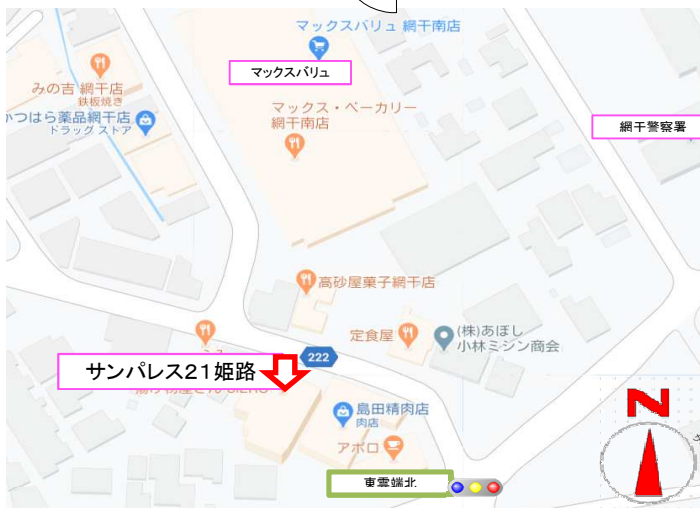 マックスバリュ 網干南店
マックスバリュ
みの吉 網干店
鉄板焼き
かつはら薬品網干店
ドラッグストア
マックス・ベーカリー
網干南店
網干警察署
高砂屋菓子網干店
定食屋
(株)あぼし
小林ミシン商会
222
サンパレス21姫路
島田精肉店
肉店
アポロ
東雲端北
N